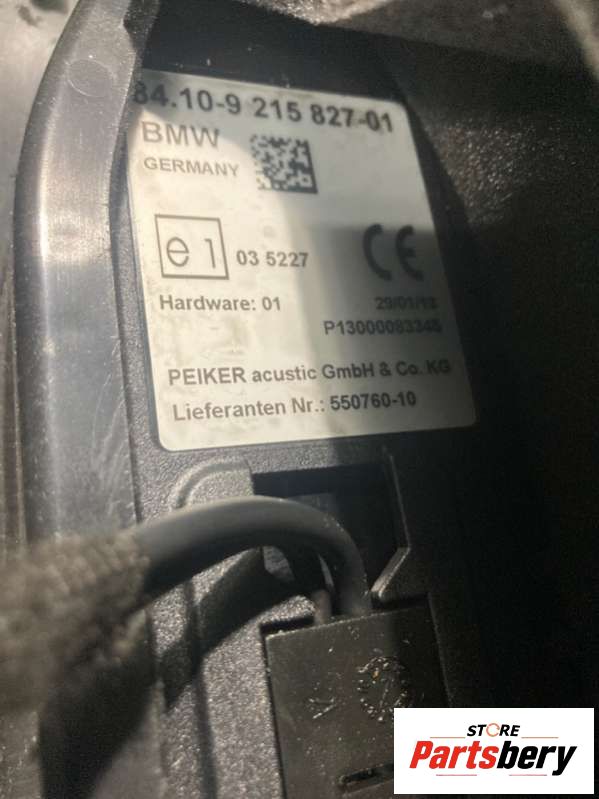 84.10-9 215 827-01
BMW
GERMANY
e1
03 5227
CE
Hardware: 01
29/01/13
P13000083345
PEIKER acustic GmbH & Co. KG
Lieferanten Nr.: 550760-10
STORE
Partsbery